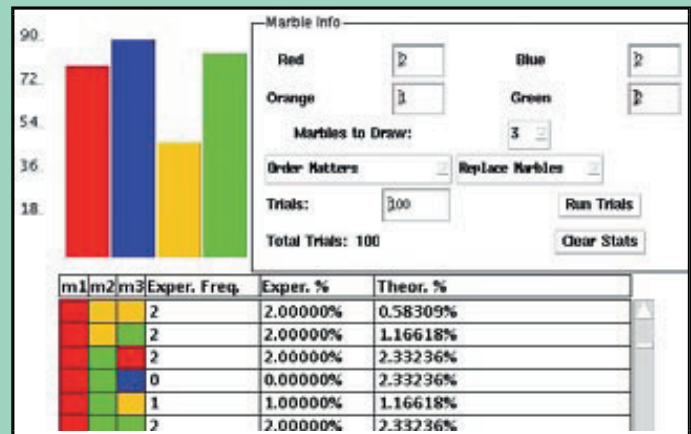 Marble Info
90
72
54
36
18
Red 2 Blue 2
Orange 1 Green 2
Marbles to Draw: 3
Order Matters Replace Marbles
Trials: 100 Run Trials
Total Trials: 100 Clear Stats
m1 m2 m3 Exper. Freq. Exper. % Theor. %
2 2.00000% 0.58309%
2 2.00000% 1.16618%
2 2.00000% 2.33236%
0 0.00000% 2.33236%
1 1.00000% 1.16618%
2 2.00000% 2.33236%